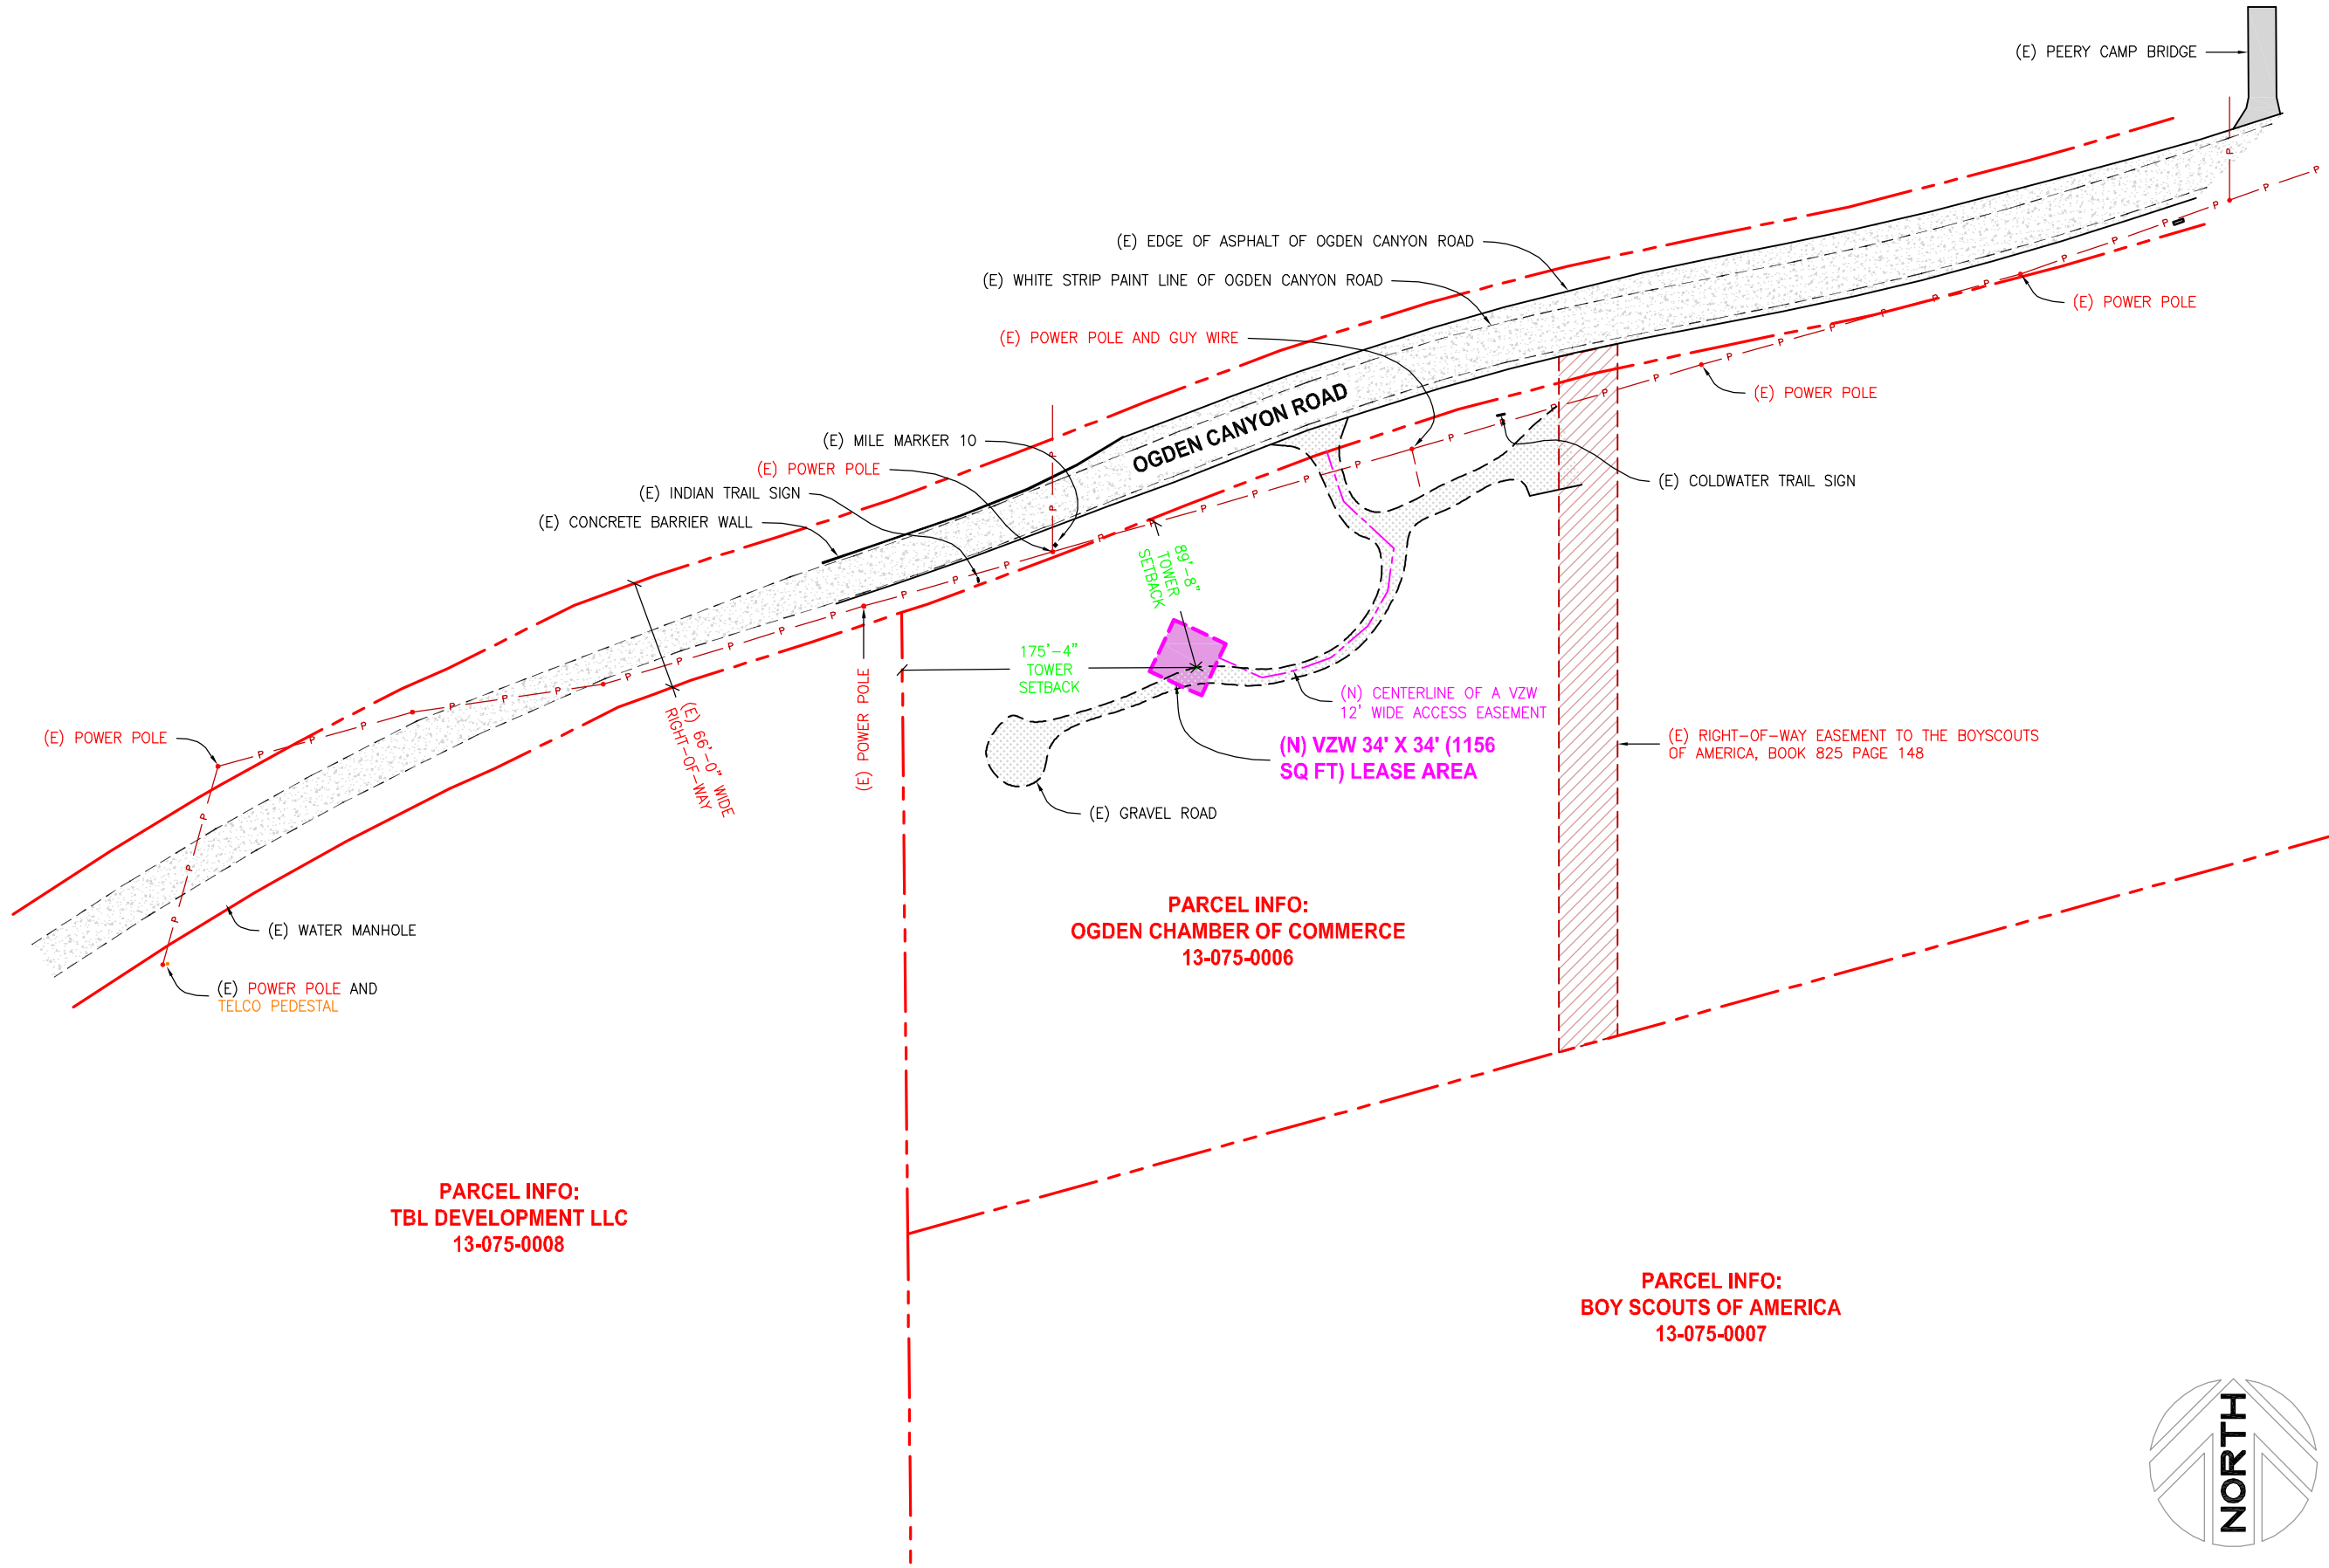 (E) PEERY CAMP BRIDGE
(E) EDGE OF ASPHALT OF OGDEN CANYON ROAD
(E) WHITE STRIP PAINT LINE OF OGDEN CANYON ROAD
(E) POWER POLE
(E) POWER POLE AND GUY WIRE
(E) POWER POLE
OGDEN CANYON ROAD
(E) MILE MARKER 10
(E) POWER POLE
(E) COLDWATER TRAIL SIGN
(E) INDIAN TRAIL SIGN
(E) CONCRETE BARRIER WALL
89'-8"
TOWER
SETBACK
175'-4"
TOWER
SETBACK
(E) POWER POLE
(E) 66'-0" WIDE
RIGHT-OF-WAY
(N) CENTERLINE OF A VZW
12' WIDE ACCESS EASEMENT
(N) VZW 34' X 34' (1156
SQ FT) LEASE AREA
(E) RIGHT-OF-WAY EASEMENT TO THE BOYSCOUTS
OF AMERICA, BOOK 825 PAGE 148
(E) POWER POLE
(E) GRAVEL ROAD
(E) WATER MANHOLE
(E) POWER POLE AND
TELCO PEDESTAL
PARCEL INFO:
OGDEN CHAMBER OF COMMERCE
13-075-0006
PARCEL INFO:
TBL DEVELOPMENT LLC
13-075-0008
PARCEL INFO:
BOY SCOUTS OF AMERICA
13-075-0007
NORTH